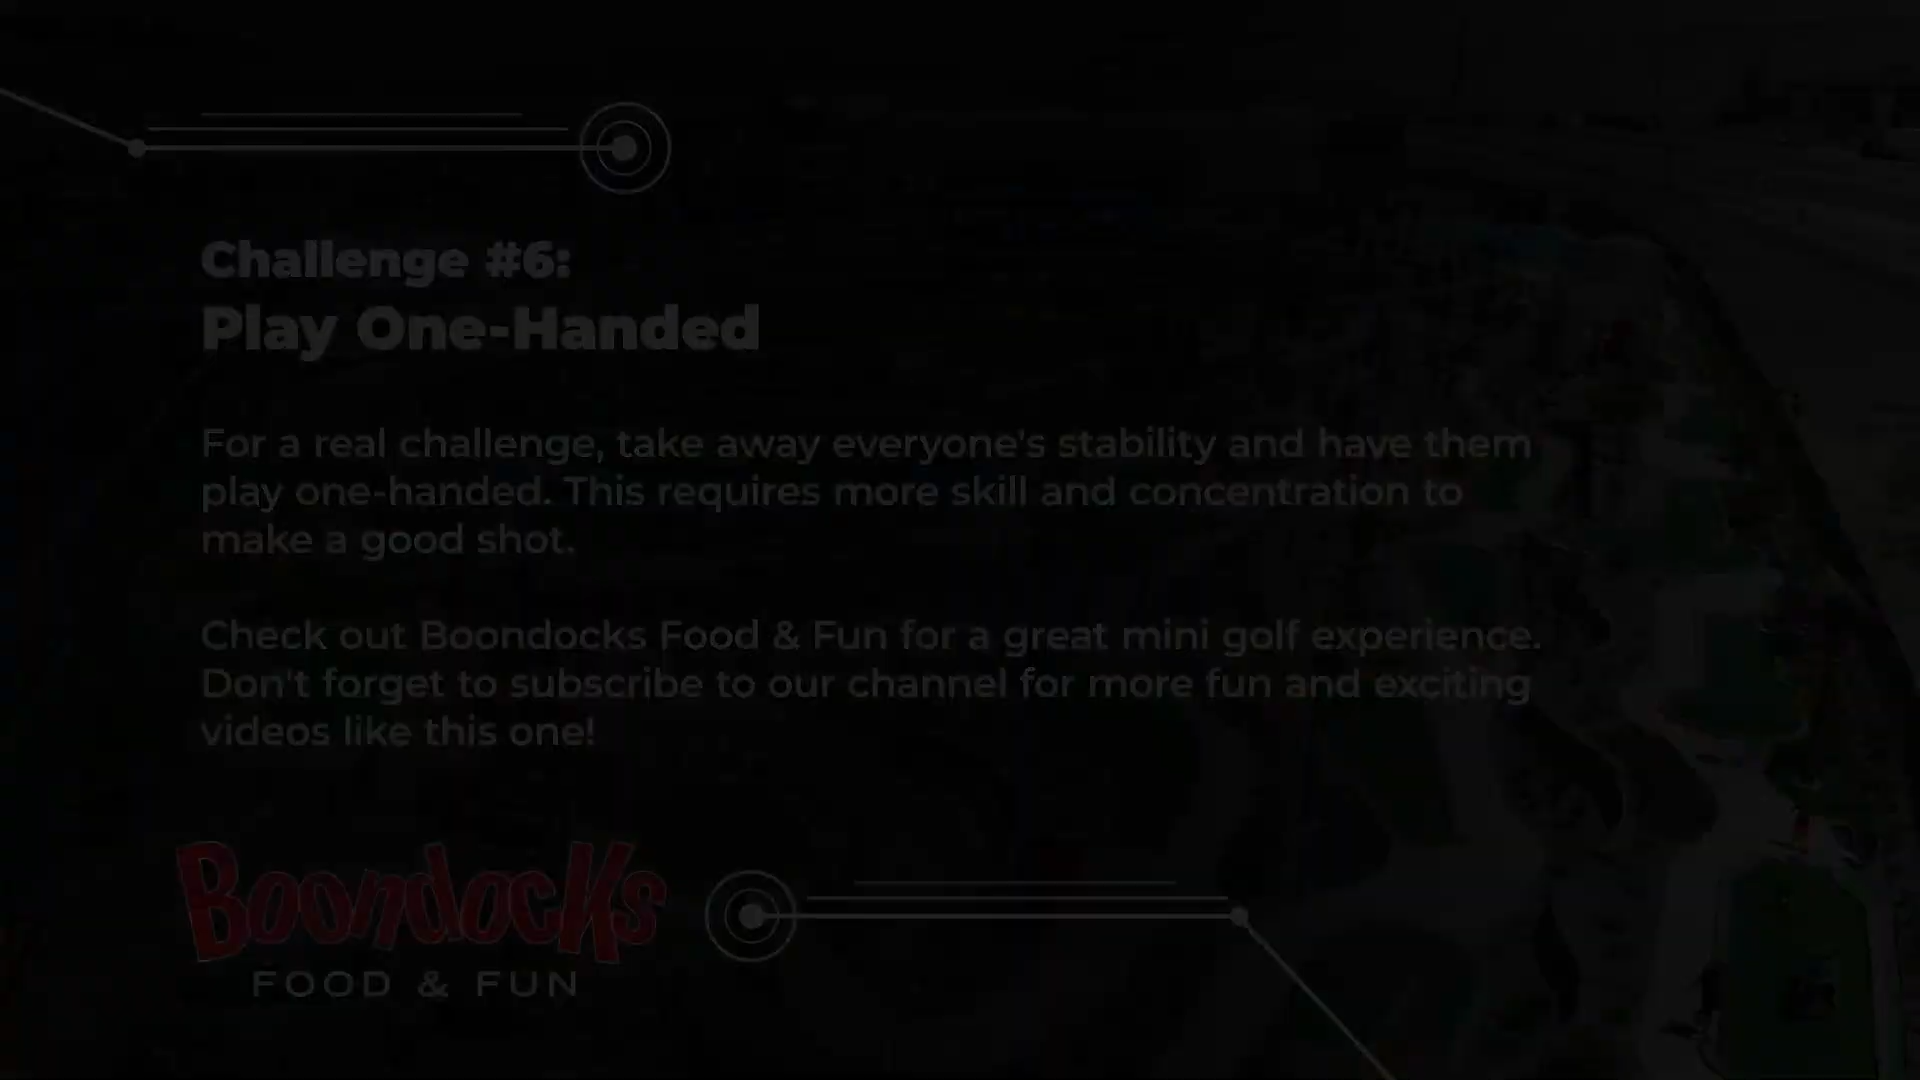 Challenge #6:
Play One-Handed
For a real challenge, take away everyone's stability and have them
play one-handed. This requires more skill and concentration to
make a good shot.
Check out Boondocks Food & Fun for a great mini golf experience.
Don't forget to subscribe to our channel for more fun and exciting
videos like this one!
Boondocks
FOOD & FUN